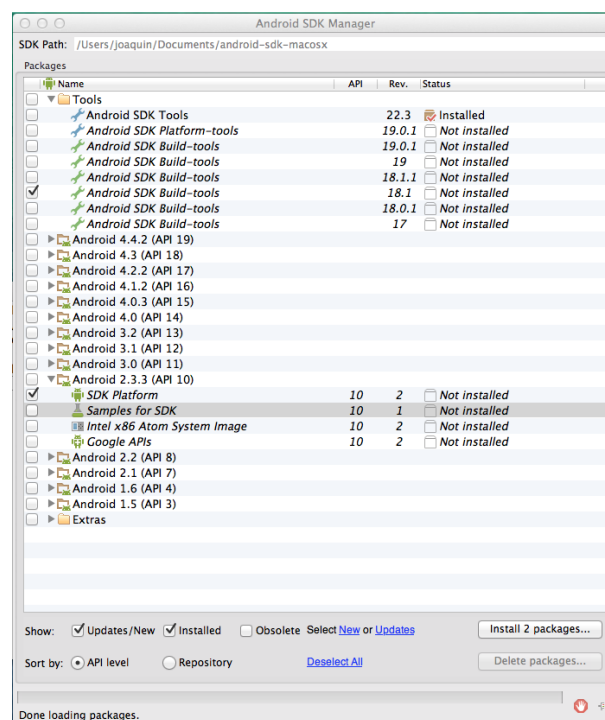 Android SDK Manager
SDK Path: /Users/joaquin/Documents/android-sdk-macosx
Packages
Name API Rev. Status
Tools
Android SDK Tools 22.3 Installed
Android SDK Platform-tools 19.0.1 Not installed
Android SDK Build-tools 19.0.1 Not installed
Android SDK Build-tools 19 Not installed
Android SDK Build-tools 18.1.1 Not installed
Android SDK Build-tools 18.1 Not installed
Android SDK Build-tools 18.0.1 Not installed
Android SDK Build-tools 17 Not installed
Android 4.4.2 (API 19)
Android 4.3 (API 18)
Android 4.2.2 (API 17)
Android 4.1.2 (API 16)
Android 4.0.3 (API 15)
Android 4.0 (API 14)
Android 3.2 (API 13)
Android 3.1 (API 12)
Android 3.0 (API 11)
Android 2.3.3 (API 10)
SDK Platform 10 2 Not installed
Samples for SDK 10 1 Not installed
Intel x86 Atom System Image 10 2 Not installed
Google APIs 10 2 Not installed
Android 2.2 (API 8)
Android 2.1 (API 7)
Android 1.6 (API 4)
Android 1.5 (API 3)
Extras
Show: Updates/New Installed Obsolete Select New or Updates Install 2 packages...
Sort by: API level Repository Deselect All Delete packages...
Done loading packages.